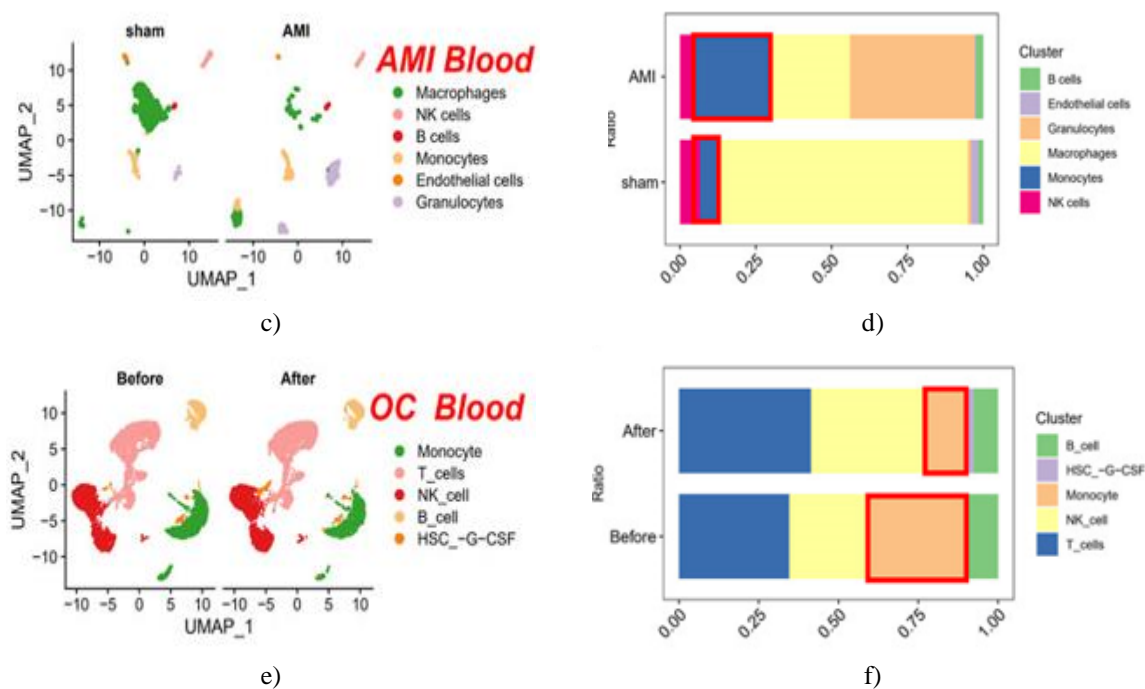 sham AMI
AMI Blood
Macrophages
NK cells
B cells
Monocytes
Endothelial cells
Granulocytes
UMAP_2
10
5
0
−5
−10
−10 0 10 −10 0 10
UMAP_1
c)
Ratio
AMI
sham
0.00 0.25 0.50 0.75 1.00
Cluster
B cells
Endothelial cells
Granulocytes
Macrophages
Monocytes
NK cells
d)
Before After
OC Blood
Monocyte
T_cells
NK_cell
B_cell
HSC_−G−CSF
UMAP_2
10
5
0
−5
−10
−10 −5 0 5 10 −10 −5 0 5 10
UMAP_1
e)
Ratio
After
Before
0.00 0.25 0.50 0.75 1.00
Cluster
B_cell
HSC_−G−CSF
Monocyte
NK_cell
T_cells
f)